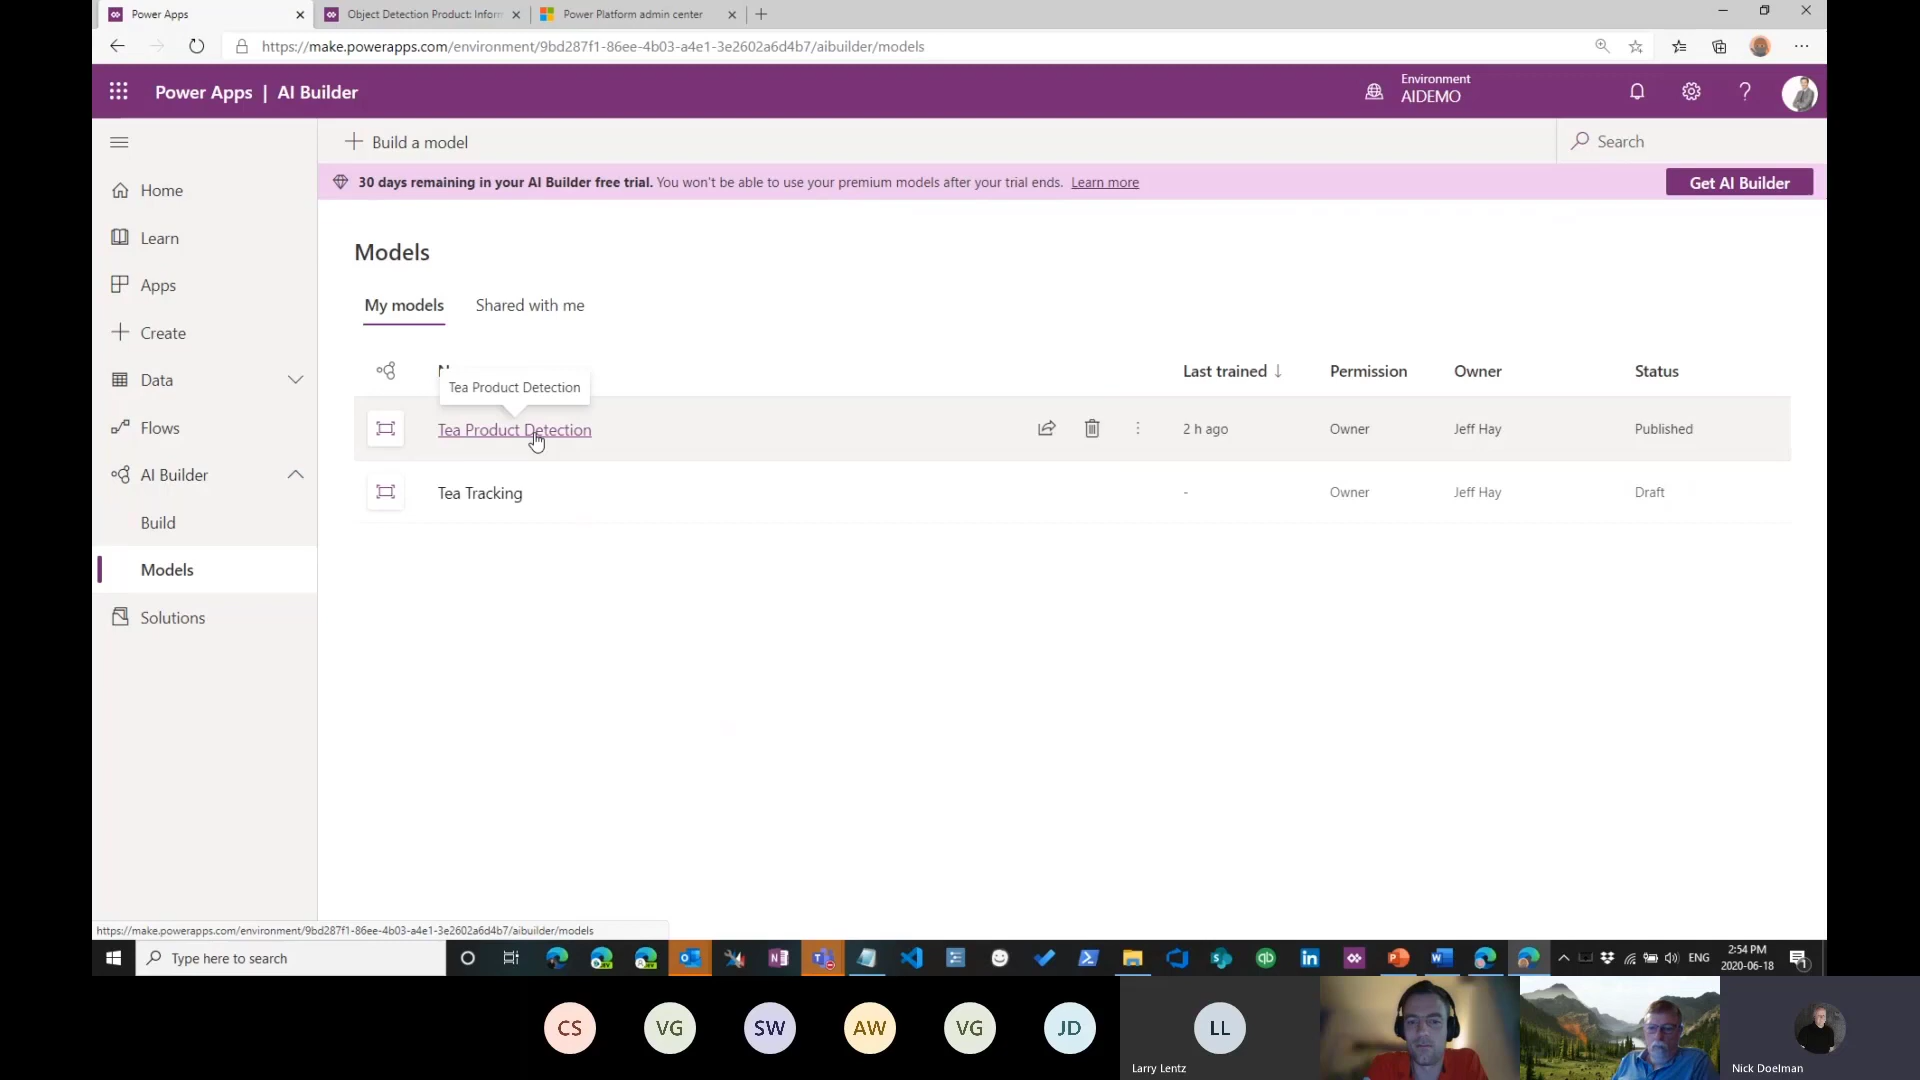 Power Apps
Object Detection Product: Inform
Power Platform admin center
https://make.powerapps.com/environment/9bd287f1-86ee-4b03-a4e1-3e2602a6d4b7/aibuilder/models
Power Apps | AI Builder
Environment
AIDEMO
Build a model
Search
30 days remaining in your AI Builder free trial. You won't be able to use your premium models after your trial ends. Learn more
Get AI Builder
Home
Learn
Apps
Create
Data
Flows
AI Builder
Build
Models
Solutions
Models
My models
Shared with me
Last trained ↓
Permission
Owner
Status
Tea Product Detection
Tea Product Detection
2 h ago
Owner
Jeff Hay
Published
Tea Tracking
-
Owner
Jeff Hay
Draft
https://make.powerapps.com/environment/9bd287f1-86ee-4b03-a4e1-3e2602a6d4b7/aibuilder/models
Type here to search
ENG
2:54 PM
2020-06-18
CS
VG
SW
AW
VG
JD
LL
Larry Lentz
Nick Doelman